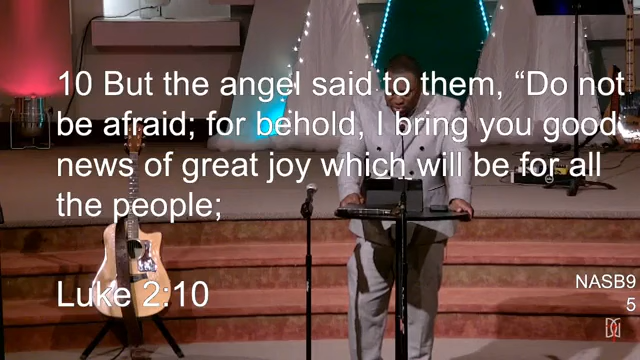 10 But the angel said to them, “Do not
be afraid; for behold, I bring you good
news of great joy which will be for all
the people;
Luke 2:10
NASB9
5